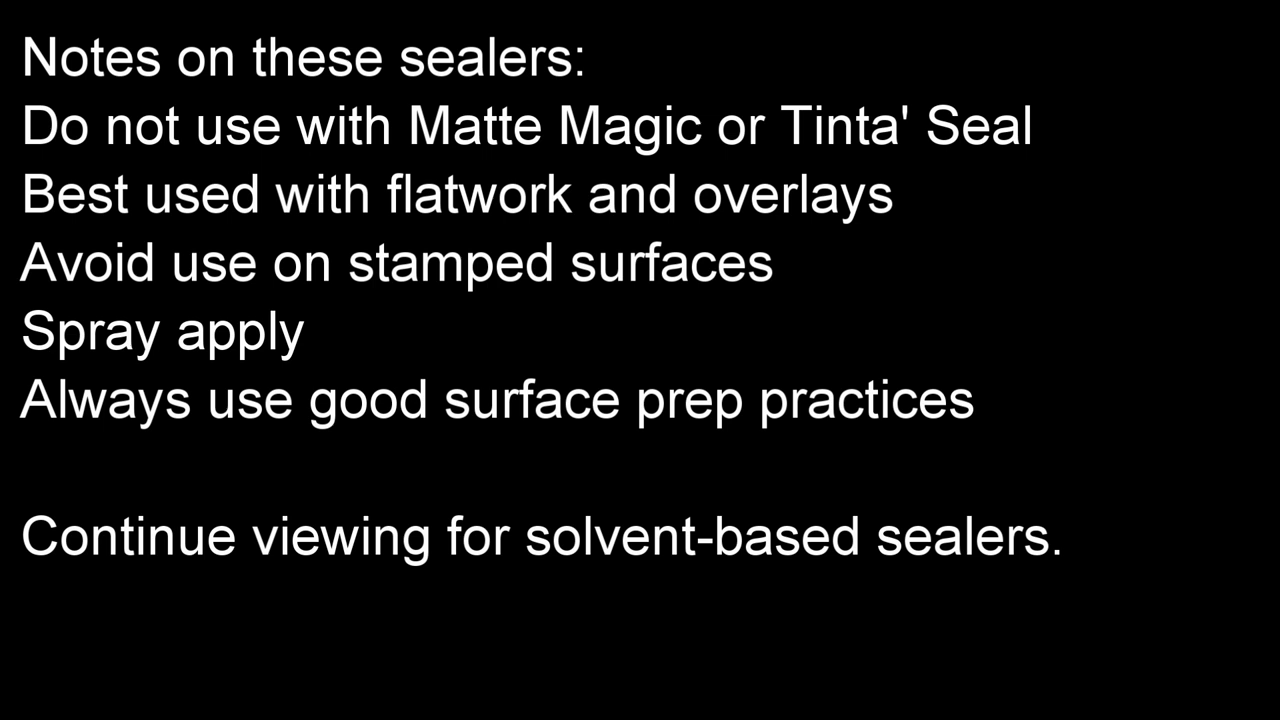 Notes on these sealers:
Do not use with Matte Magic or Tinta' Seal
Best used with flatwork and overlays
Avoid use on stamped surfaces
Spray apply
Always use good surface prep practices
Continue viewing for solvent-based sealers.